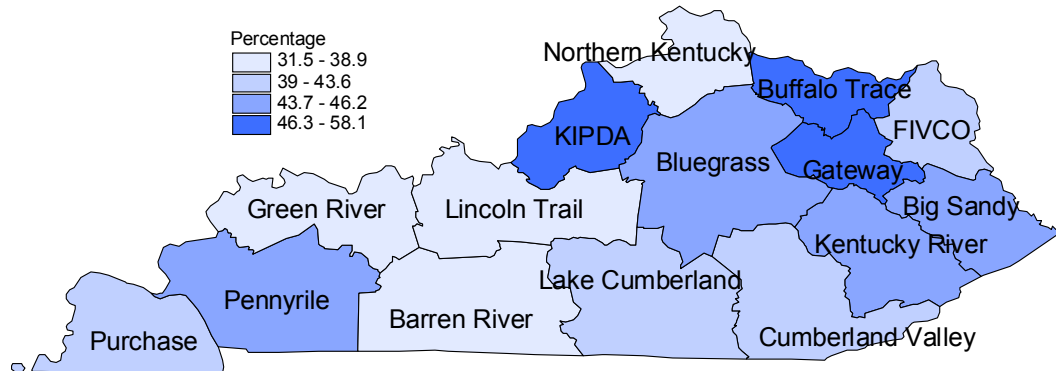 Percentage
31.5 - 38.9
39 - 43.6
43.7 - 46.2
46.3 - 58.1
Northern Kentucky
Buffalo Trace
FIVCO
KIPDA
Bluegrass
Gateway
Green River
Lincoln Trail
Big Sandy
Kentucky River
Lake Cumberland
Pennyrile
Barren River
Purchase
Cumberland Valley